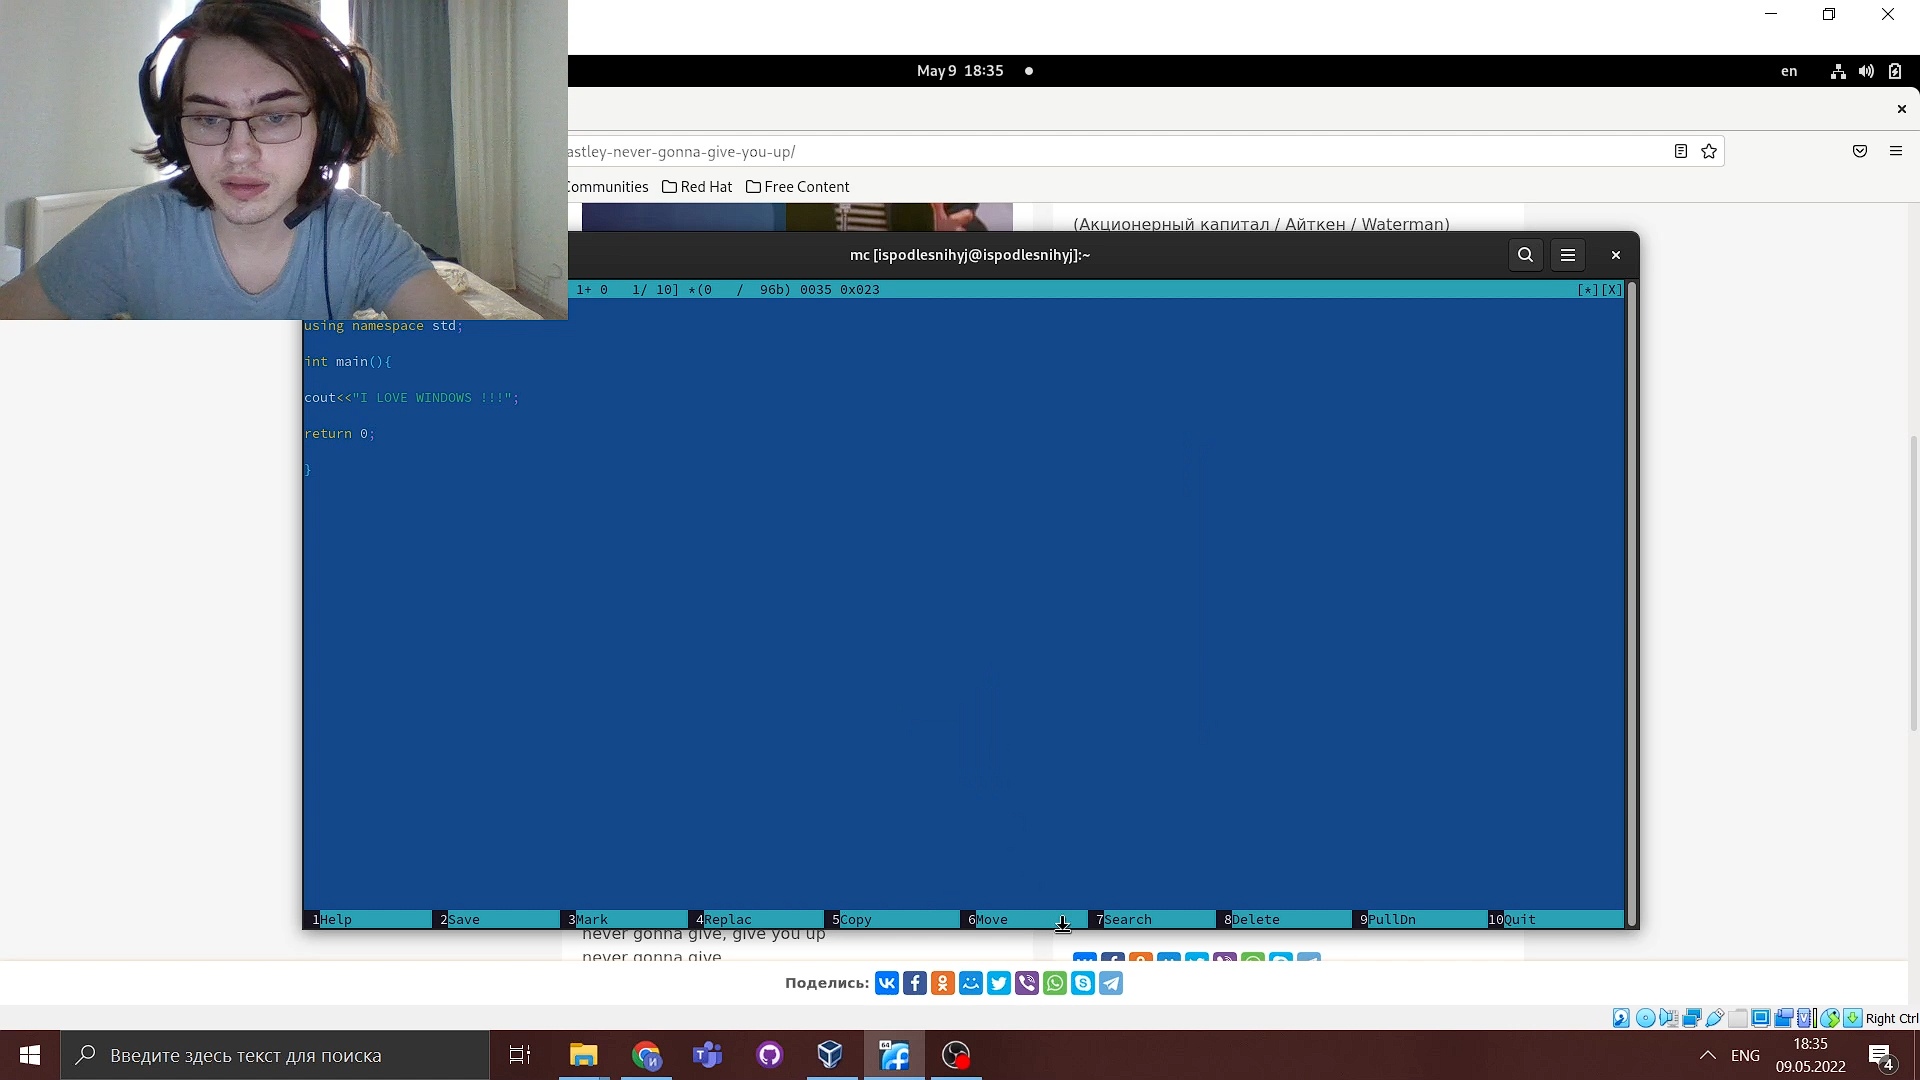 May 9 18:35
en
astley-never-gonna-give-you-up/
Communities Red Hat Free Content
(Акционерный капитал / Айткен / Waterman)
mc [ispodlesnihyj@ispodlesnihyj]:~
1+ 0 1/ 10] *(0 / 96b) 0035 0x023 [*][X]
using namespace std;
int main(){
cout<<"I LOVE WINDOWS !!!";
return 0;
}
1Help 2Save 3Mark 4Replac 5Copy 6Move 7Search 8Delete 9PullDn 10Quit
never gonna give, give you up
never gonna give
Поделись:
Right Ctrl
Введите здесь текст для поиска
64
ENG
18:35
09.05.2022
4